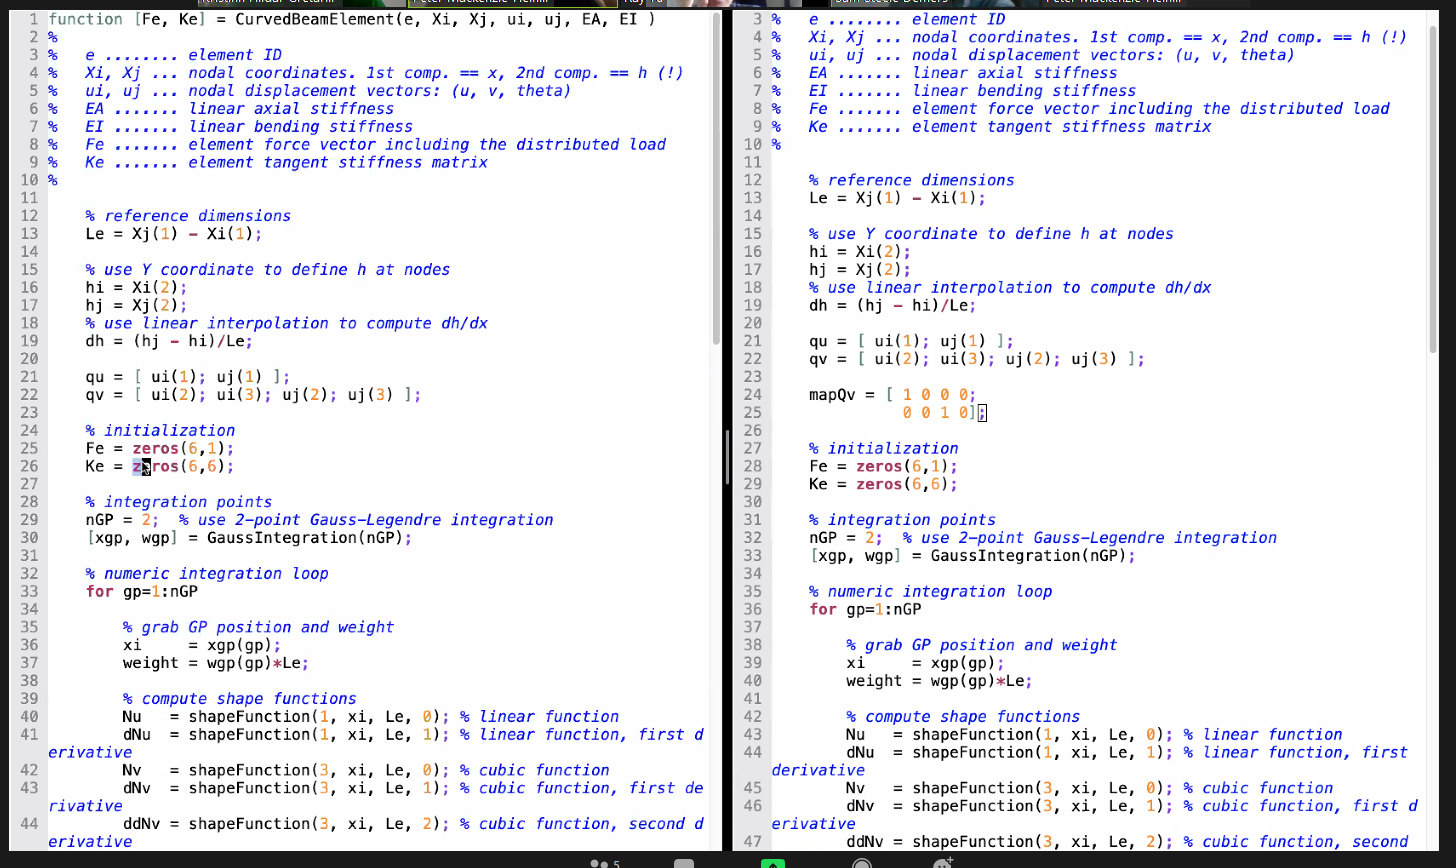 1 function [Fe, Ke] = CurvedBeamElement(e, Xi, Xj, ui, uj, EA, EI )
2 %
3 %   e ........ element ID
4 %   Xi, Xj ... nodal coordinates. 1st comp. == x, 2nd comp. == h (!)
5 %   ui, uj ... nodal displacement vectors: (u, v, theta)
6 %   EA ....... linear axial stiffness
7 %   EI ....... linear bending stiffness
8 %   Fe ....... element force vector including the distributed load
9 %   Ke ....... element tangent stiffness matrix
10 %
11
12     % reference dimensions
13     Le = Xj(1) - Xi(1);
14
15     % use Y coordinate to define h at nodes
16     hi = Xi(2);
17     hj = Xj(2);
18     % use linear interpolation to compute dh/dx
19     dh = (hj - hi)/Le;
20
21     qu = [ ui(1); uj(1) ];
22     qv = [ ui(2); ui(3); uj(2); uj(3) ];
23
24     % initialization
25     Fe = zeros(6,1);
26     Ke = zeros(6,6);
27
28     % integration points
29     nGP = 2;  % use 2-point Gauss-Legendre integration
30     [xgp, wgp] = GaussIntegration(nGP);
31
32     % numeric integration loop
33     for gp=1:nGP
34
35         % grab GP position and weight
36         xi     = xgp(gp);
37         weight = wgp(gp)*Le;
38
39         % compute shape functions
40         Nu   = shapeFunction(1, xi, Le, 0); % linear function
41         dNu  = shapeFunction(1, xi, Le, 1); % linear function, first d
erivative
42         Nv   = shapeFunction(3, xi, Le, 0); % cubic function
43         dNv  = shapeFunction(3, xi, Le, 1); % cubic function, first de
rivative
44         ddNv = shapeFunction(3, xi, Le, 2); % cubic function, second d
erivative
3 %   e ........ element ID
4 %   Xi, Xj ... nodal coordinates. 1st comp. == x, 2nd comp. == h (!)
5 %   ui, uj ... nodal displacement vectors: (u, v, theta)
6 %   EA ....... linear axial stiffness
7 %   EI ....... linear bending stiffness
8 %   Fe ....... element force vector including the distributed load
9 %   Ke ....... element tangent stiffness matrix
10 %
11
12     % reference dimensions
13     Le = Xj(1) - Xi(1);
14
15     % use Y coordinate to define h at nodes
16     hi = Xi(2);
17     hj = Xj(2);
18     % use linear interpolation to compute dh/dx
19     dh = (hj - hi)/Le;
20
21     qu = [ ui(1); uj(1) ];
22     qv = [ ui(2); ui(3); uj(2); uj(3) ];
23
24     mapQv = [ 1 0 0 0;
25               0 0 1 0];
26
27     % initialization
28     Fe = zeros(6,1);
29     Ke = zeros(6,6);
30
31     % integration points
32     nGP = 2;  % use 2-point Gauss-Legendre integration
33     [xgp, wgp] = GaussIntegration(nGP);
34
35     % numeric integration loop
36     for gp=1:nGP
37
38         % grab GP position and weight
39         xi     = xgp(gp);
40         weight = wgp(gp)*Le;
41
42         % compute shape functions
43         Nu   = shapeFunction(1, xi, Le, 0); % linear function
44         dNu  = shapeFunction(1, xi, Le, 1); % linear function, first
derivative
45         Nv   = shapeFunction(3, xi, Le, 0); % cubic function
46         dNv  = shapeFunction(3, xi, Le, 1); % cubic function, first d
erivative
47         ddNv = shapeFunction(3, xi, Le, 2); % cubic function, second
5